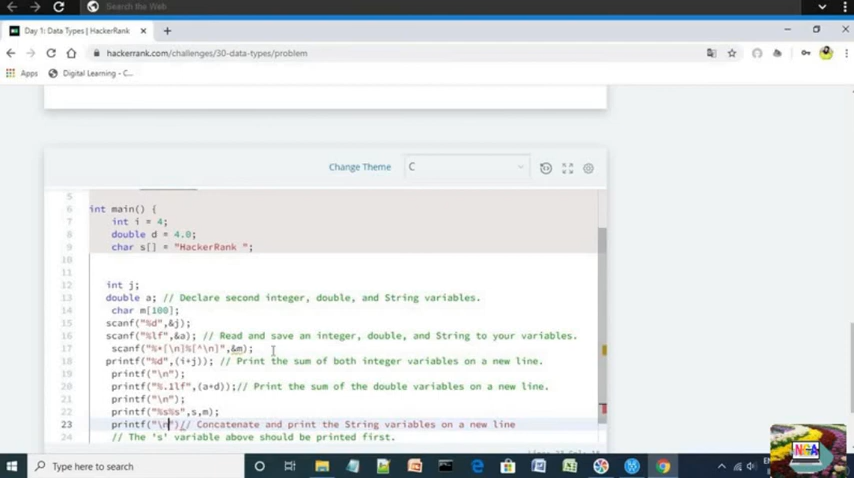 Search the Web
Day 1: Data Types | HackerRank
hackerrank.com/challenges/30-data-types/problem
Apps Digital Learning - C...
Change Theme C
5
6 int main() {
7 int i = 4;
8 double d = 4.0;
9 char s[] = "HackerRank ";
10
11
12 int j;
13 double a; // Declare second integer, double, and String variables.
14 char m[100];
15 scanf("%d",&j);
16 scanf("%lf",&a); // Read and save an integer, double, and String to your variables.
17 scanf("%*[\n]%[^\n]",&m);
18 printf("%d",(i+j)); // Print the sum of both integer variables on a new line.
19 printf("\n");
20 printf("%.1lf",(a+d));// Print the sum of the double variables on a new line.
21 printf("\n");
22 printf("%s%s",s,m);
23 printf("\n")// Concatenate and print the String variables on a new line
24 // The 's' variable above should be printed first.
Type here to search
NGA